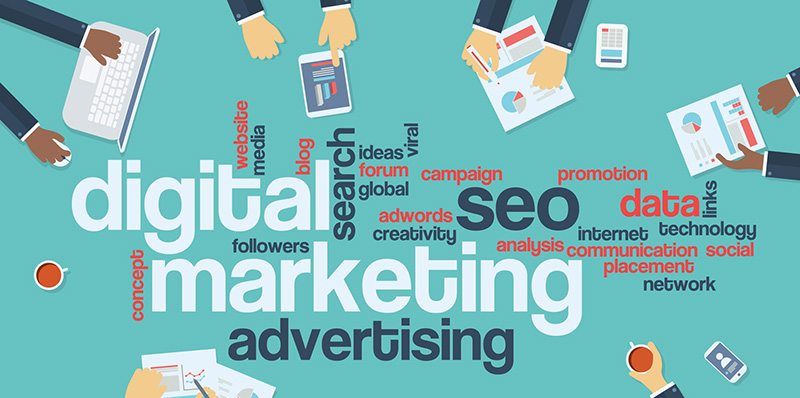 website
media
blog
search
ideas
viral
forum
global
campaign
promotion
digital
adwords
seo
data
links
creativity
followers
internet
technology
analysis
communication
social
concept
marketing
placement
network
advertising